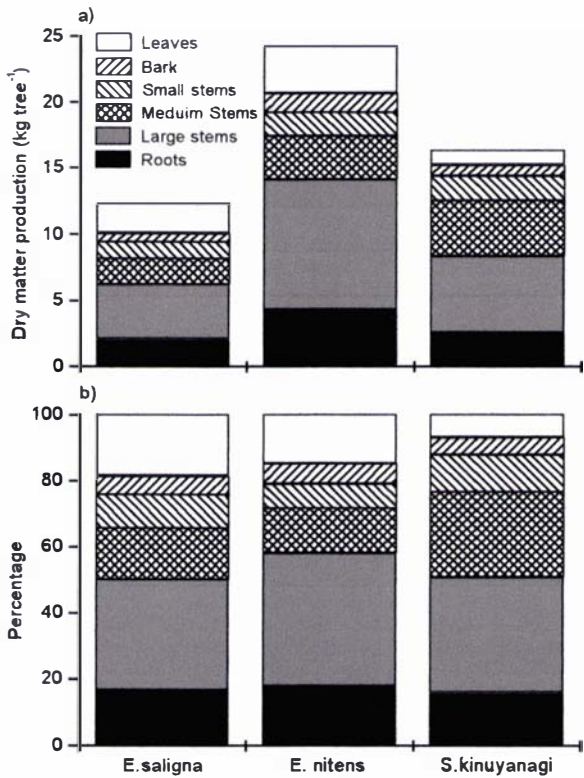 a)
25
20
15
10
5
0
Dry matter production (kg tree⁻¹)
Leaves
Bark
Small stems
Meduim Stems
Large stems
Roots
b)
100
80
60
40
20
0
Percentage
E.saligna
E. nitens
S.kinuyanagi